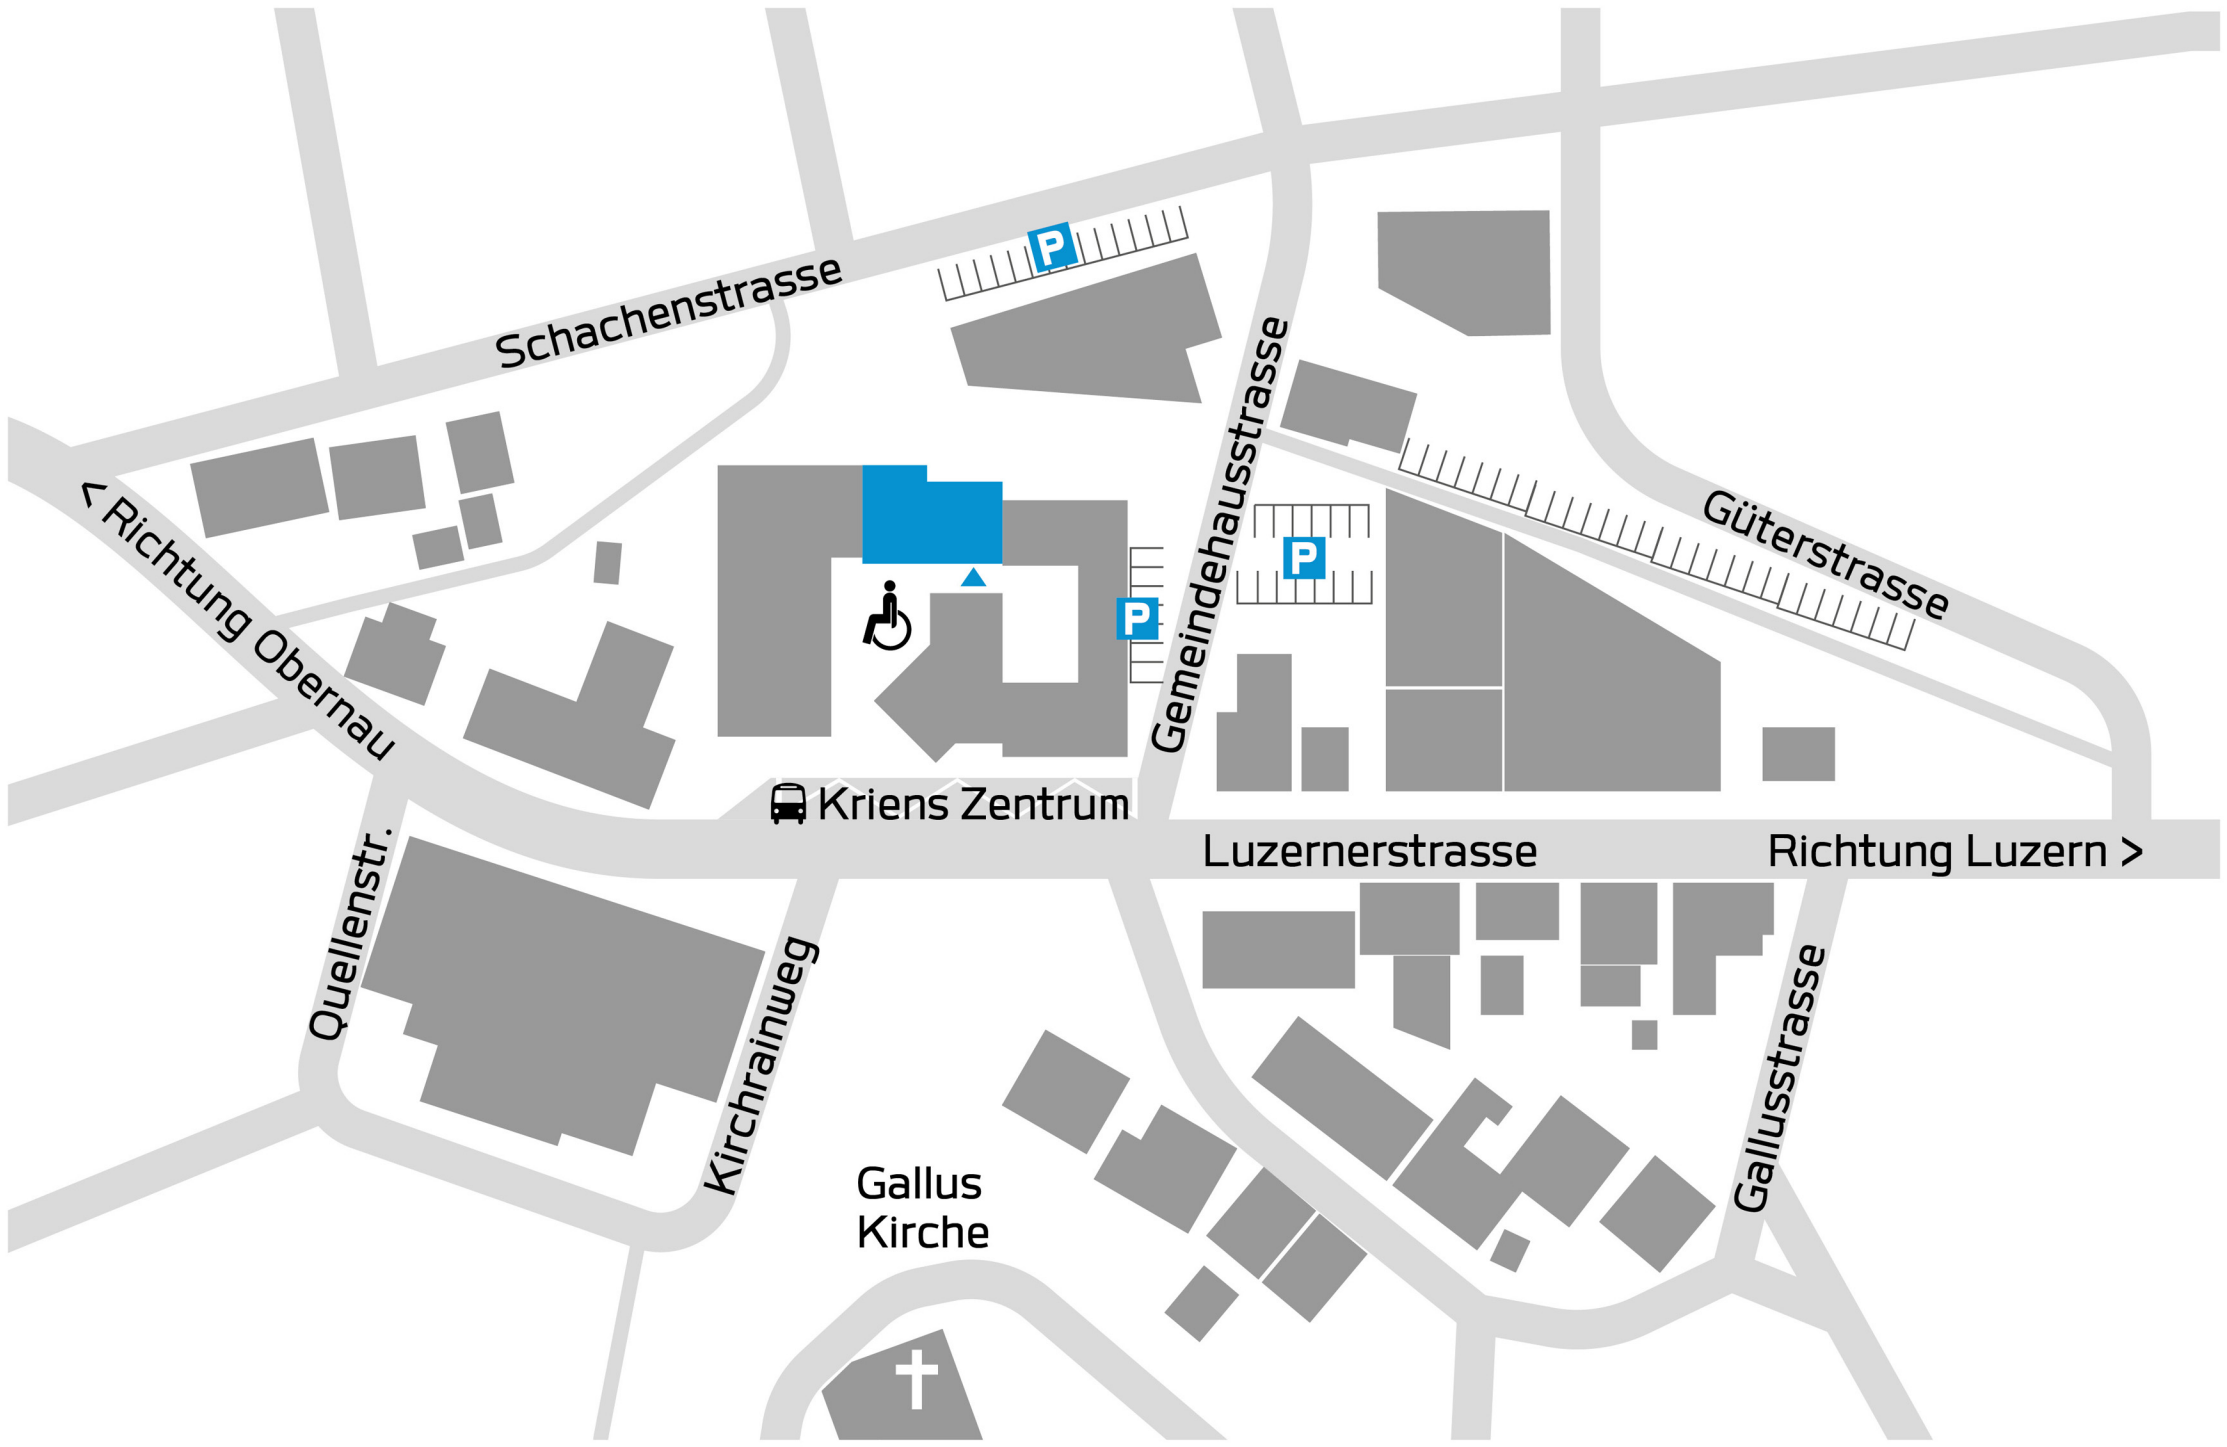 P
Schachenstrasse
Gemeindehausstrasse
Güterstrasse
< Richtung Obernau
P
P
Kriens Zentrum
Luzernerstrasse
Richtung Luzern >
Quellenstr.
Kirchrainweg
Gallusstrasse
Gallus
Kirche